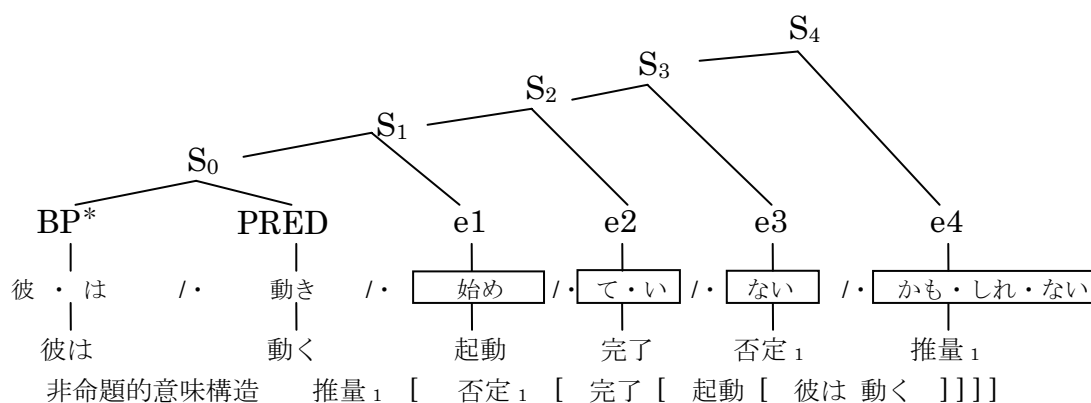 S₄
S₃
S₂
S₁
S₀
BP* PRED e1 e2 e3 e4
彼 ・ は /・ 動き /・ 始め /・ て・い /・ ない /・ かも・しれ・ない
彼は 動く 起動 完了 否定₁ 推量₁
非命題的意味構造 推量₁ [ 否定₁ [ 完了 [ 起動 [ 彼は 動く ]]]]